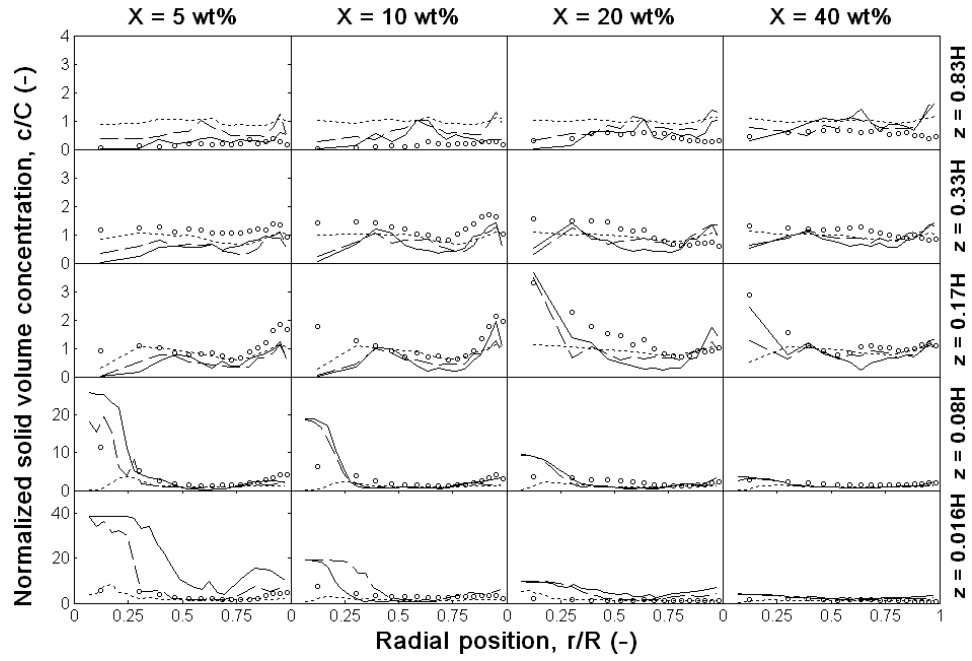 X = 5 wt% X = 10 wt% X = 20 wt% X = 40 wt%
Normalized solid volume concentration, c/C (-)
4
3
2
1
0
z = 0.83H
3
2
1
0
z = 0.33H
3
2
1
0
z = 0.17H
20
10
0
z = 0.08H
40
20
0
z = 0.016H
0 0.25 0.5 0.75 0 0.25 0.5 0.75 0 0.25 0.5 0.75 0 0.25 0.5 0.75 1
Radial position, r/R (-)